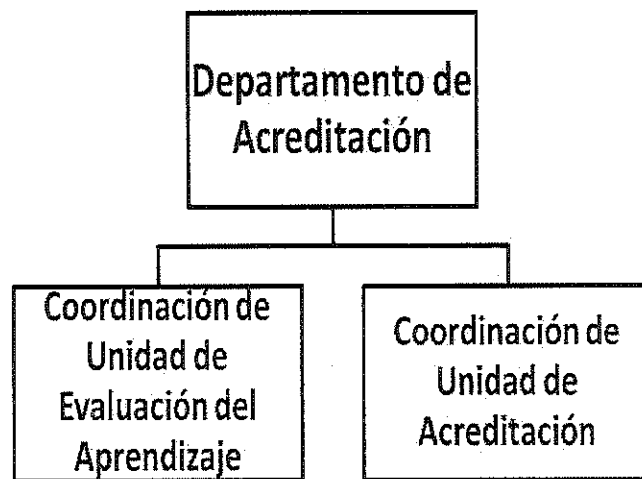 Departamento de
Acreditación
Coordinación de
Unidad de
Evaluación del
Aprendizaje
Coordinación de
Unidad de
Acreditación